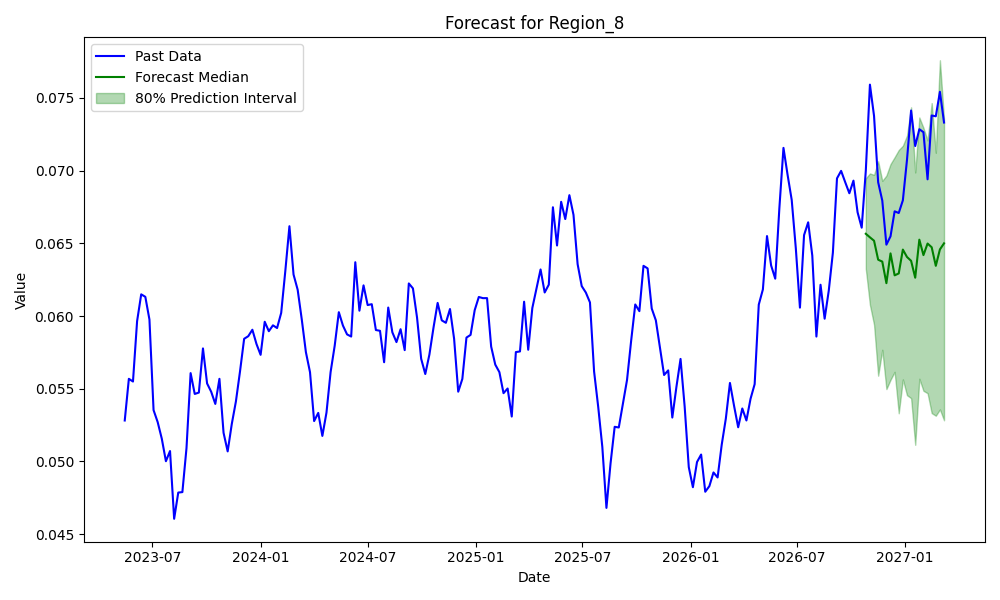 Forecast for Region_8
Past Data
Forecast Median
80% Prediction Interval
Value
0.075
0.070
0.065
0.060
0.055
0.050
0.045
2023-07
2024-01
2024-07
2025-01
2025-07
2026-01
2026-07
2027-01
Date